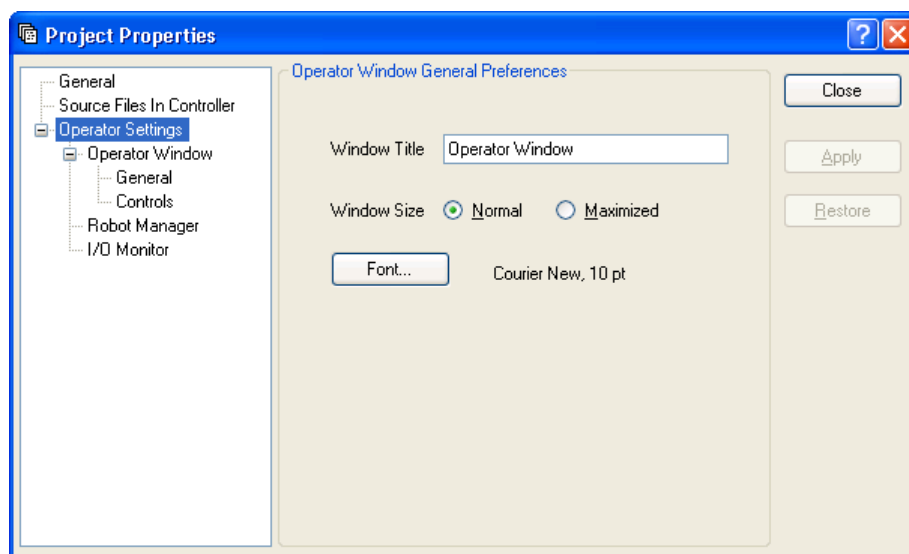 Project Properties
General
Source Files In Controller
Operator Settings
Operator Window
General
Controls
Robot Manager
I/O Monitor
Operator Window General Preferences
Window Title Operator Window
Window Size Normal Maximized
Font... Courier New, 10 pt
Close
Apply
Restore